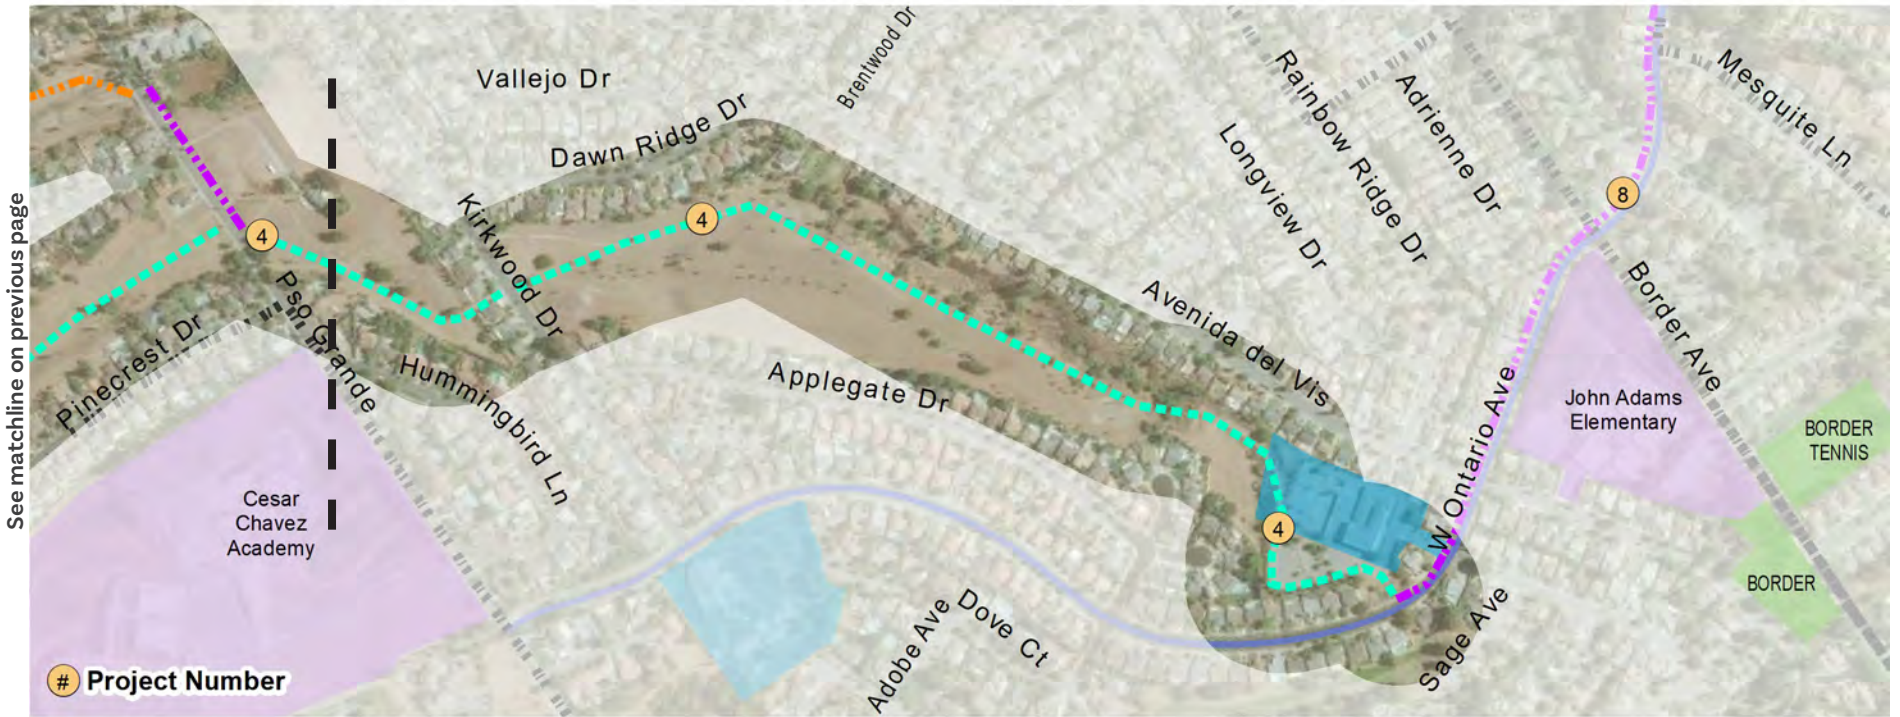 See matchline on previous page
Vallejo Dr
Brentwood Dr
Dawn Ridge Dr
Rainbow Ridge Dr
Adrienne Dr
Mesquite Ln
Longview Dr
8
4
4
Kirkwood Dr
Pso Grande
Pinecrest Dr
Hummingbird Ln
Applegate Dr
Avenida del Vis
Border Ave
W Ontario Ave
John Adams
Elementary
BORDER
TENNIS
Cesar
Chavez
Academy
4
BORDER
Adobe Ave
Dove Ct
Sage Ave
# Project Number